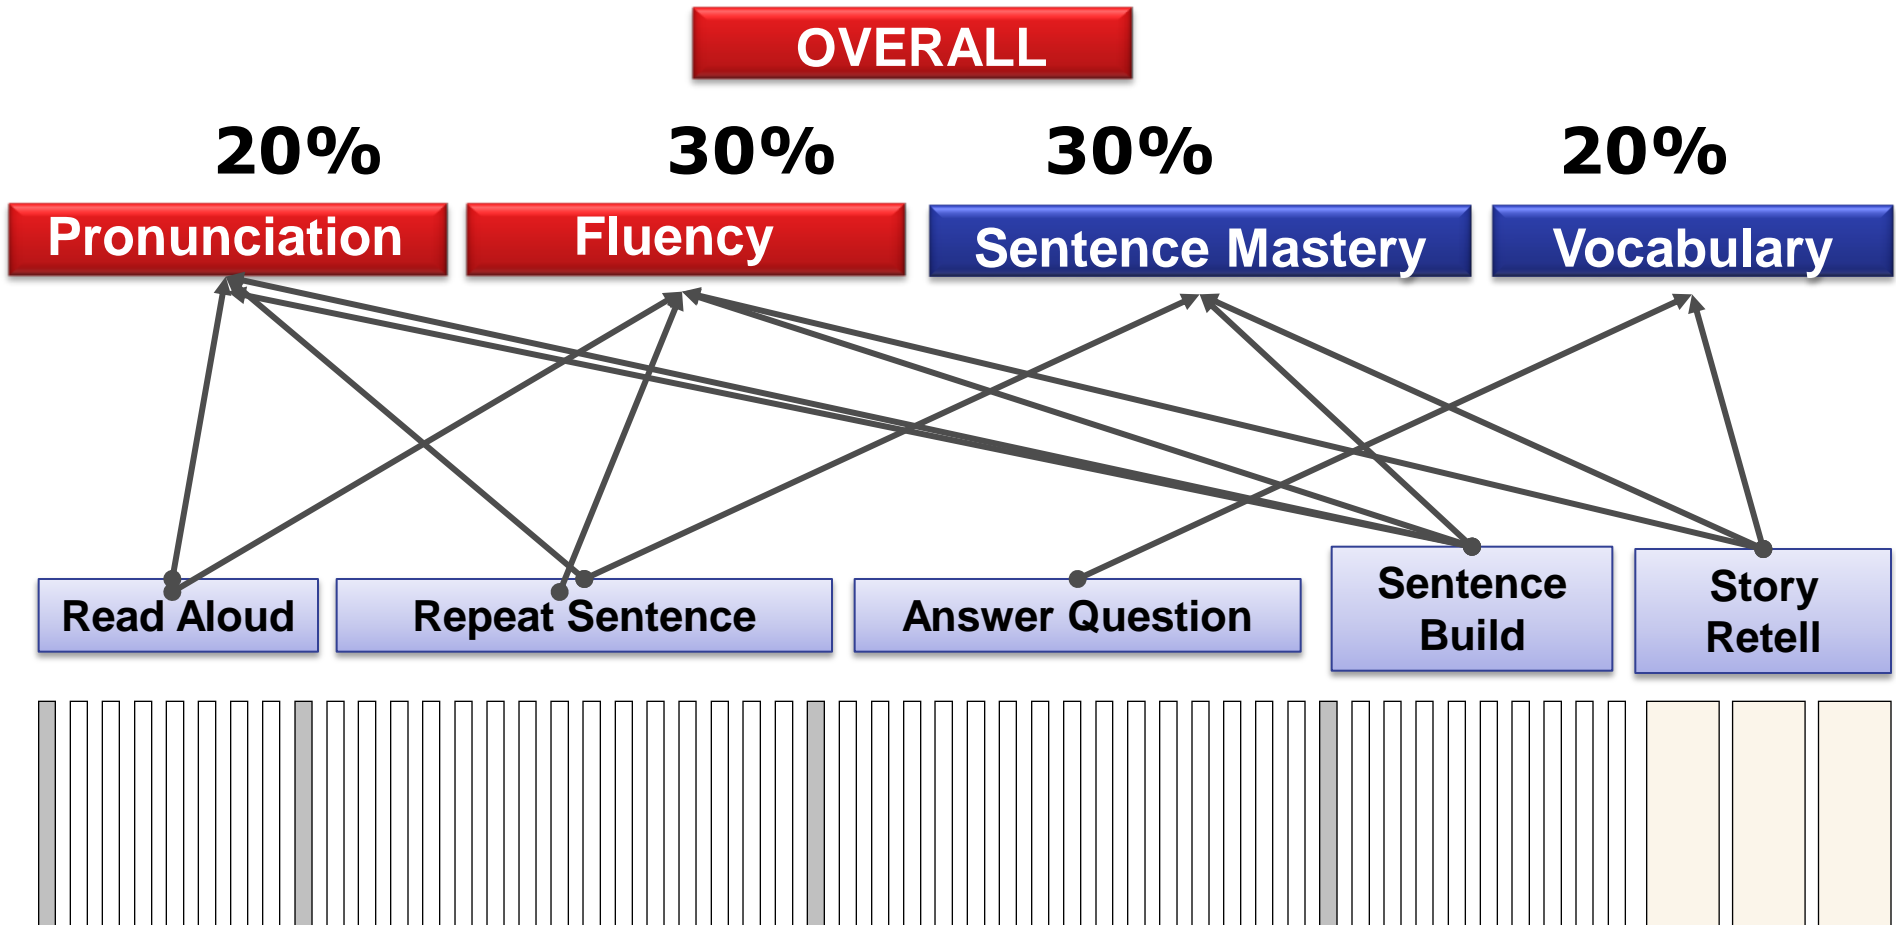 OVERALL
20% 30% 30% 20%
Pronunciation Fluency Sentence Mastery Vocabulary
Read Aloud
Repeat Sentence
Answer Question
Sentence
Build
Story
Retell